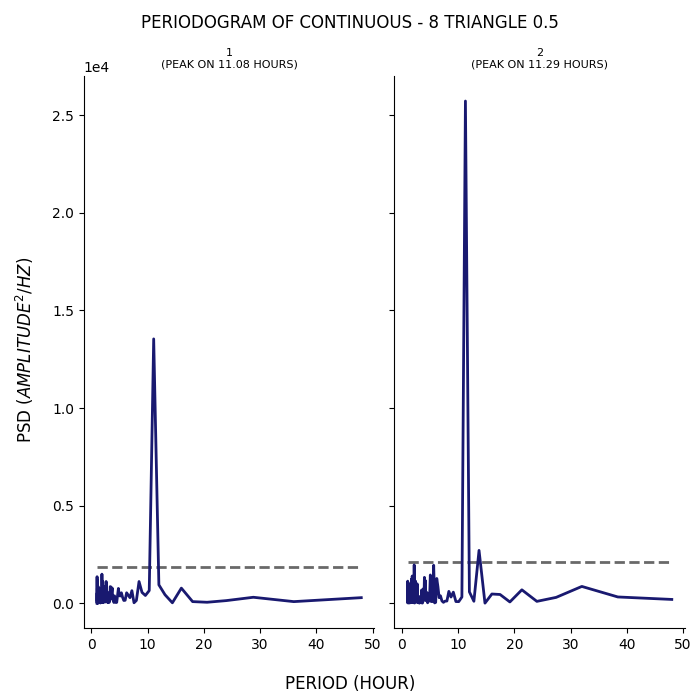 PERIODOGRAM OF CONTINUOUS - 8 TRIANGLE 0.5
1
(PEAK ON 11.08 HOURS)
2
(PEAK ON 11.29 HOURS)
1e4
2.5
2.0
1.5
1.0
0.5
0.0
PSD (AMPLITUDE²/HZ)
0 10 20 30 40 50
0 10 20 30 40 50
PERIOD (HOUR)